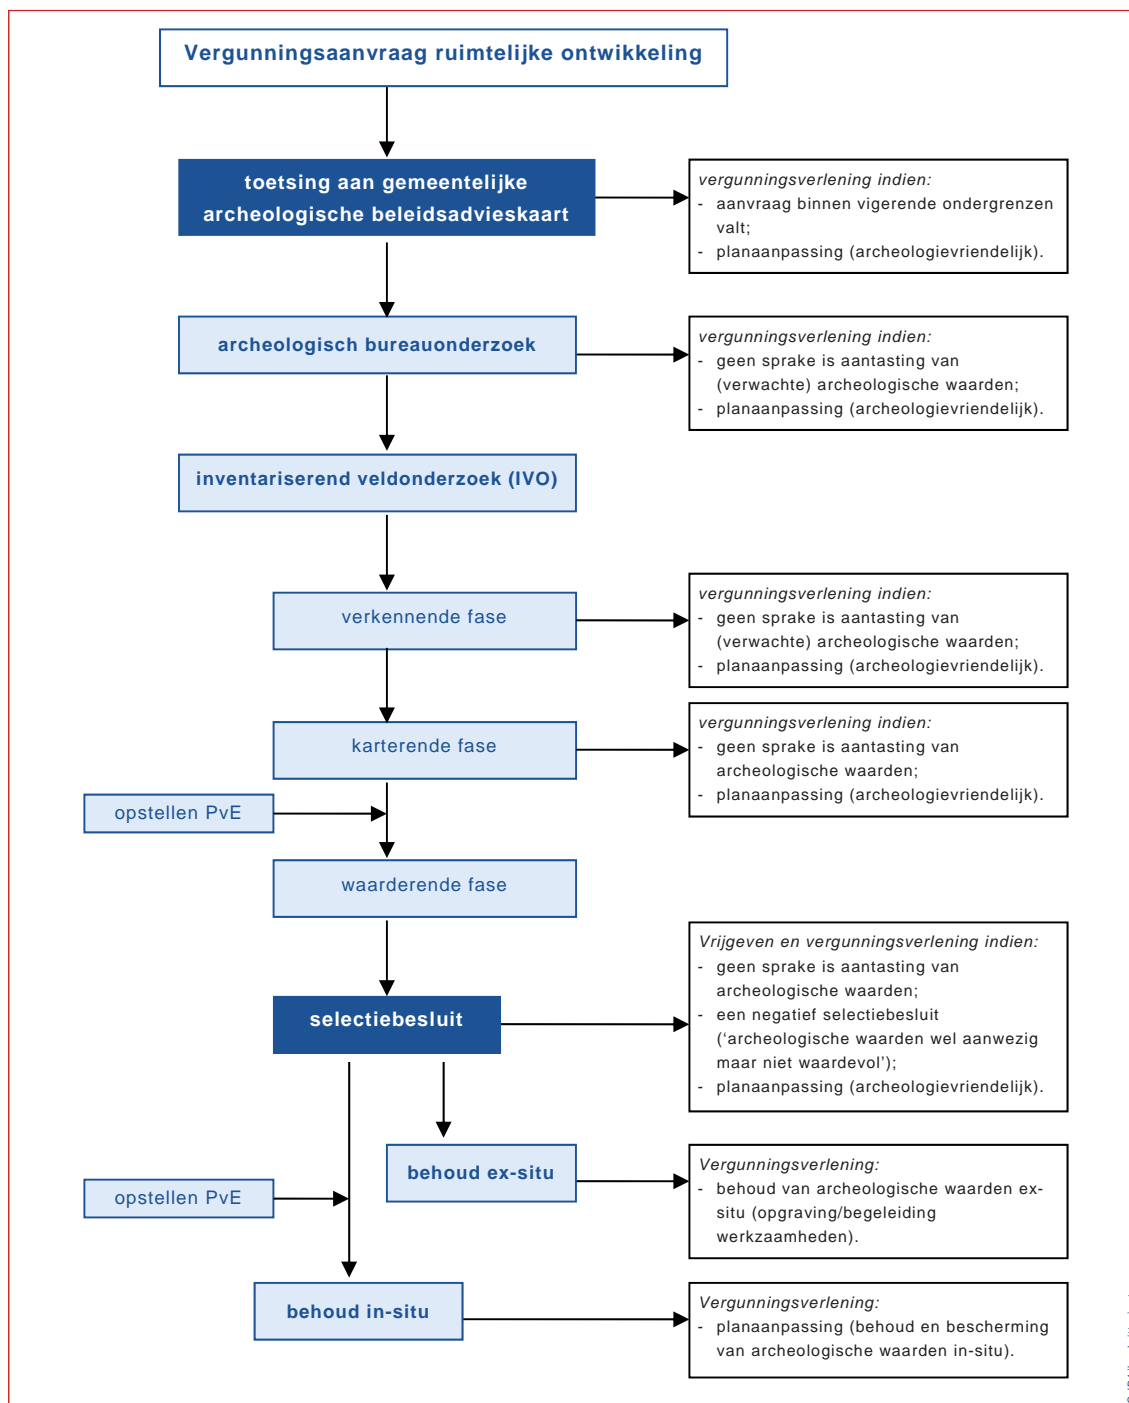 Vergunningsaanvraag ruimtelijke ontwikkeling
toetsing aan gemeentelijke
archeologische beleidsadvieskaart
vergunningsverlening indien:
- aanvraag binnen vigerende ondergrenzen
valt;
- planaanpassing (archeologievriendelijk).
archeologisch bureauonderzoek
vergunningsverlening indien:
- geen sprake is aantasting van
(verwachte) archeologische waarden;
- planaanpassing (archeologievriendelijk).
inventariserend veldonderzoek (IVO)
verkennende fase
vergunningsverlening indien:
- geen sprake is aantasting van
(verwachte) archeologische waarden;
- planaanpassing (archeologievriendelijk).
karterende fase
vergunningsverlening indien:
- geen sprake is aantasting van
archeologische waarden;
- planaanpassing (archeologievriendelijk).
opstellen PvE
waarderende fase
selectiebesluit
Vrijgeven en vergunningsverlening indien:
- geen sprake is aantasting van
archeologische waarden;
- een negatief selectiebesluit
(‘archeologische waarden wel aanwezig
maar niet waardevol’);
- planaanpassing (archeologievriendelijk).
behoud ex-situ
Vergunningsverlening:
- behoud van archeologische waarden ex-
situ (opgraving/begeleiding
werkzaamheden).
opstellen PvE
behoud in-situ
Vergunningsverlening:
- planaanpassing (behoud en bescherming
van archeologische waarden in-situ).